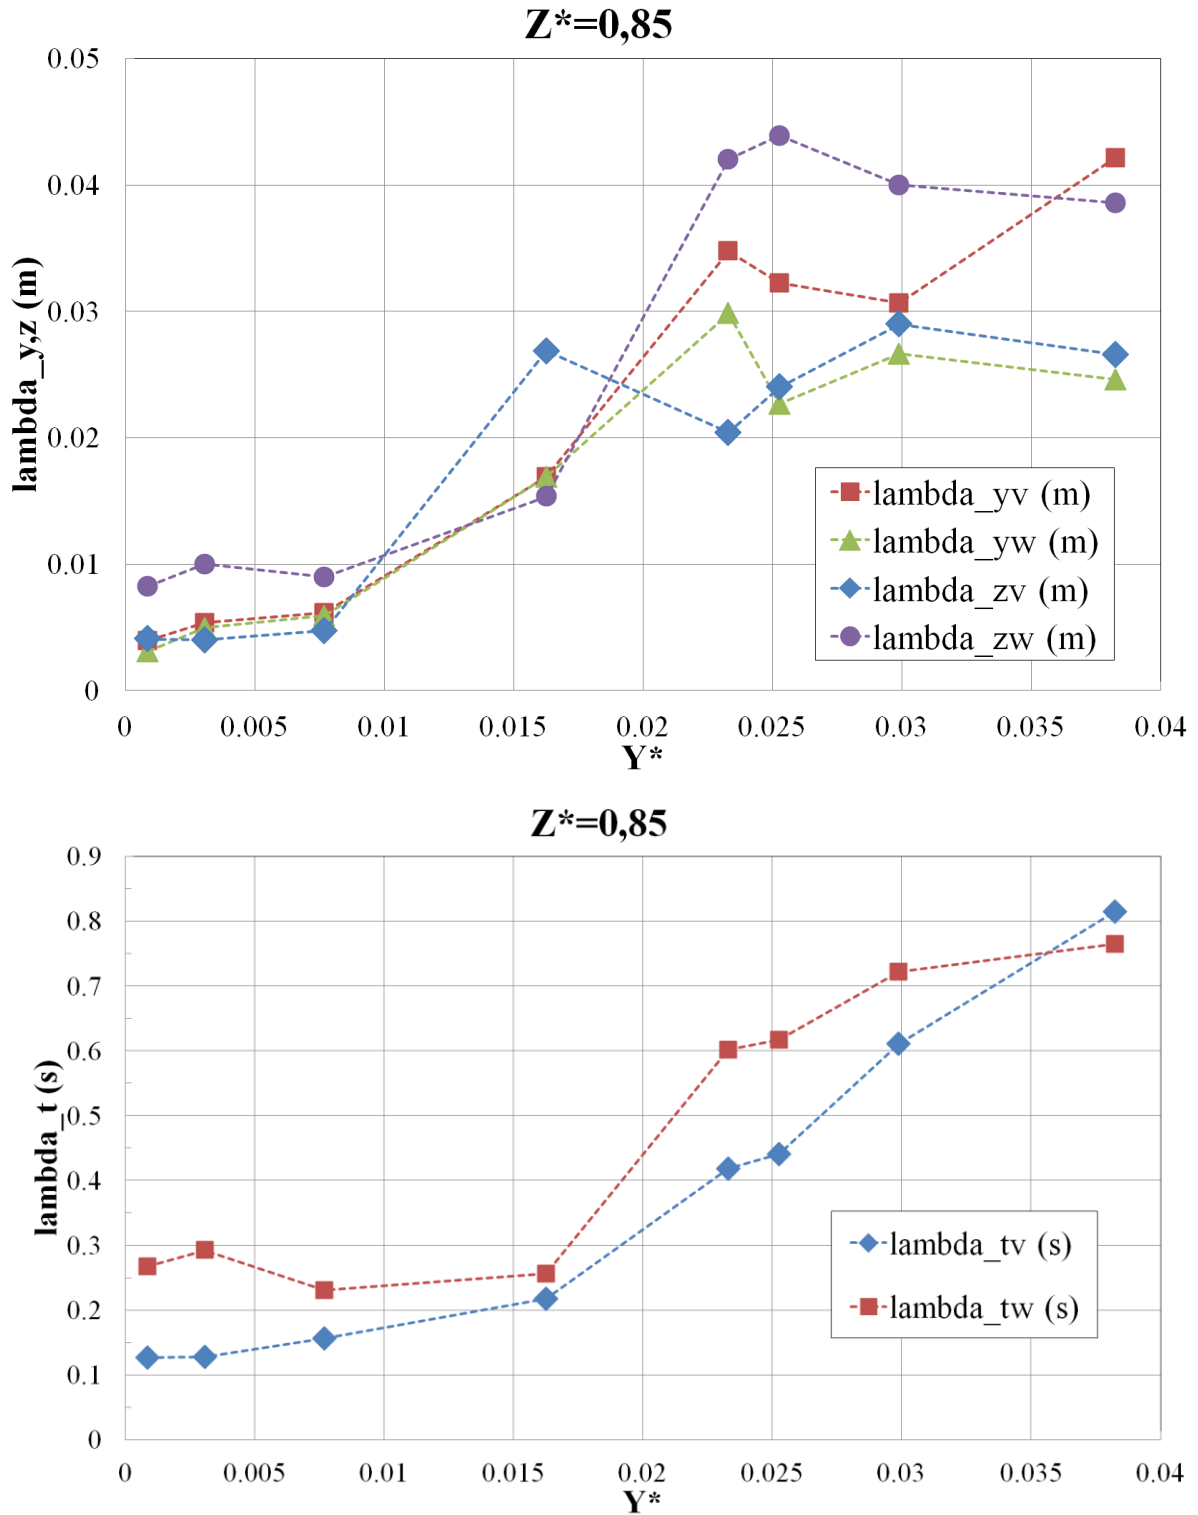 Z*=0,85
0.05
0.04
0.03
0.02
0.01
0
lambda_y,z (m)
lambda_yv (m)
lambda_yw (m)
lambda_zv (m)
lambda_zw (m)
0 0.005 0.01 0.015 0.02 0.025 0.03 0.035 0.04
Y*
Z*=0,85
0.9
0.8
0.7
0.6
0.5
0.4
0.3
0.2
0.1
0
lambda_t (s)
lambda_tv (s)
lambda_tw (s)
0 0.005 0.01 0.015 0.02 0.025 0.03 0.035 0.04
Y*